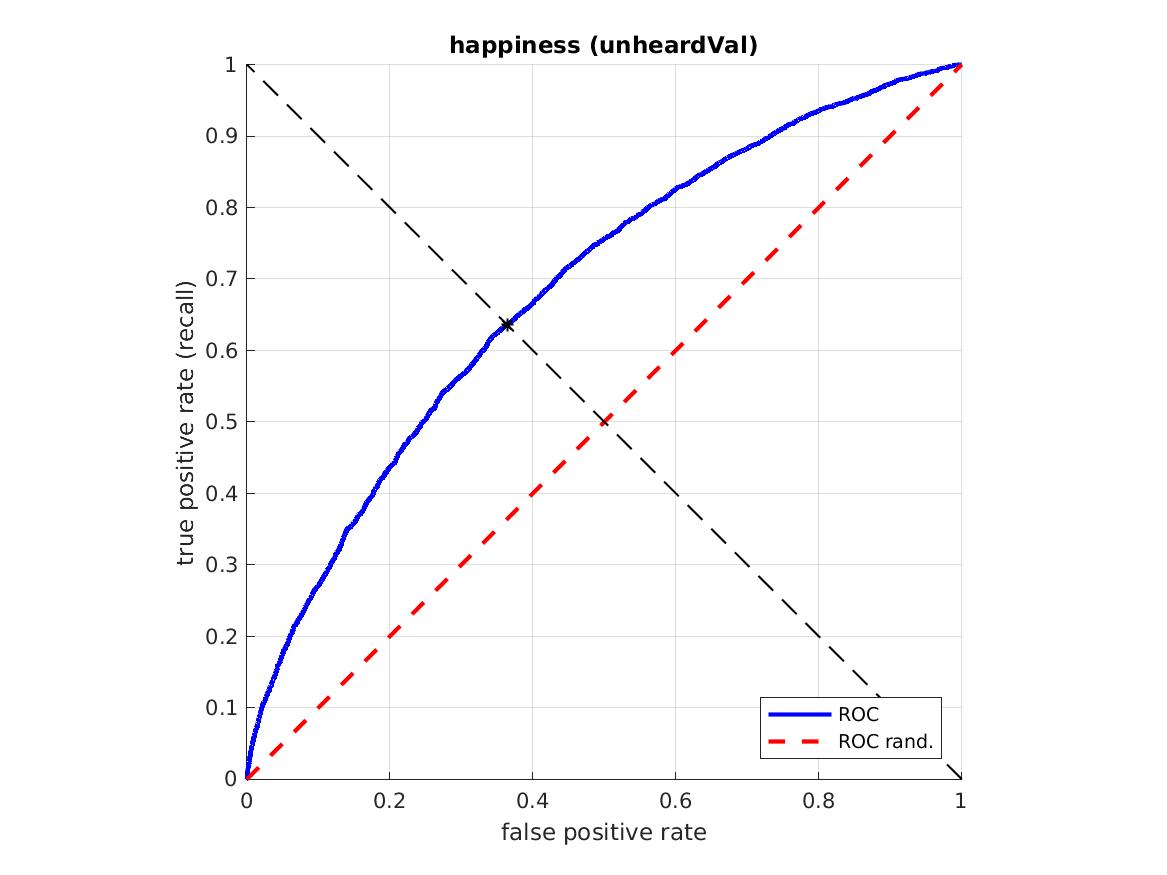 happiness (unheardVal)
1
0.9
0.8
0.7
0.6
0.5
0.4
0.3
0.2
0.1
0
true positive rate (recall)
ROC
ROC rand.
0 0.2 0.4 0.6 0.8 1
false positive rate